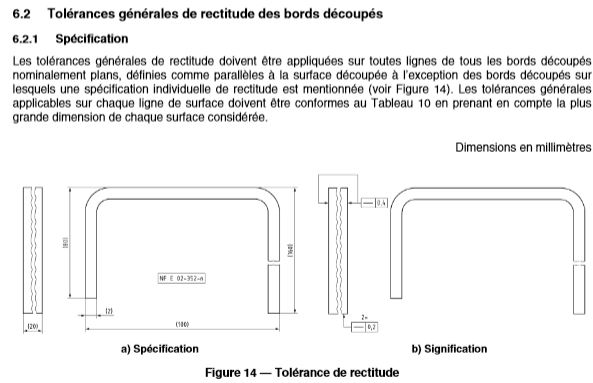 6.2 Tolérances générales de rectitude des bords découpés
6.2.1 Spécification
Les tolérances générales de rectitude doivent être appliquées sur toutes lignes de tous les bords découpés
nominalement plans, définies comme parallèles à la surface découpée à l'exception des bords découpés sur
lesquels une spécification individuelle de rectitude est mentionnée (voir Figure 14). Les tolérances générales
applicables sur chaque ligne de surface doivent être conformes au Tableau 10 en prenant en compte la plus
grande dimension de chaque surface considérée.
Dimensions en millimètres
0,4
(80)
(160)
NF E 02-352-n
(2)
2×
(20)
(100)
0,2
a) Spécification
b) Signification
Figure 14 — Tolérance de rectitude